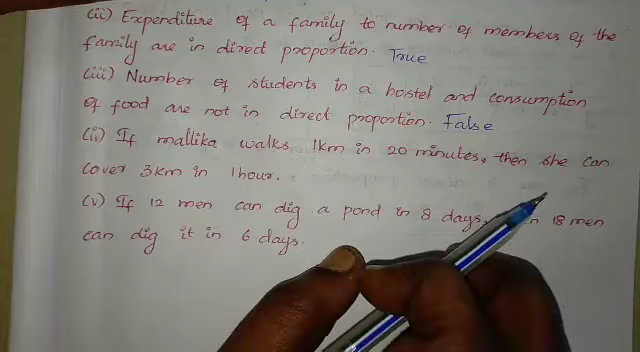 (ii) Expenditure of a family to number of members of the
family are in direct proportion. True
(iii) Number of students in a hostel and consumption
of food are not in direct proportion. False
(iv) If mallika walks 1km in 20 minutes, then she can
cover 3km in 1hour.
(v) If 12 men can dig a pond in 8 days, 18 men
can dig it in 6 days.